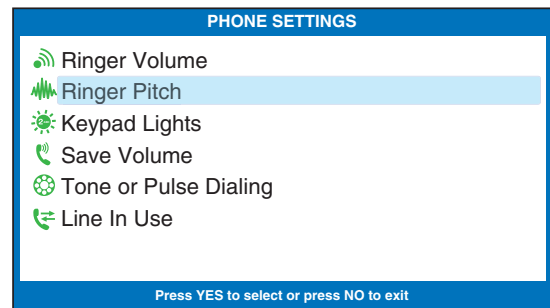 PHONE SETTINGS
Ringer Volume
Ringer Pitch
Keypad Lights
Save Volume
Tone or Pulse Dialing
Line In Use
Press YES to select or press NO to exit